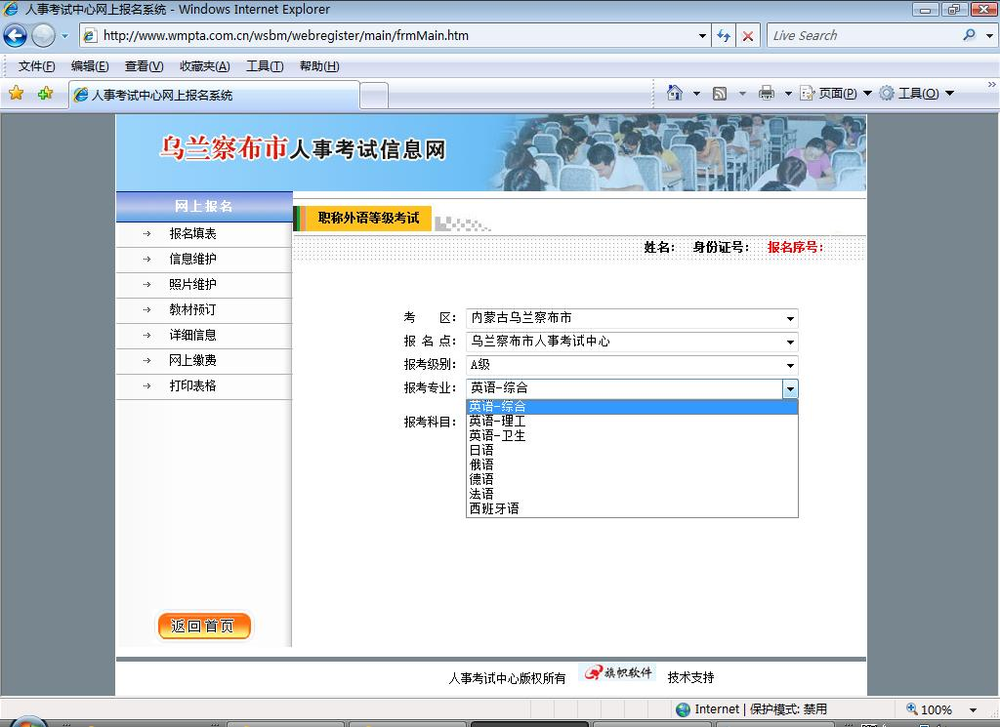 人事考试中心网上报名系统 - Windows Internet Explorer
http://www.wmpta.com.cn/wsbm/webregister/main/frmMain.htm
Live Search
文件(F) 编辑(E) 查看(V) 收藏夹(A) 工具(T) 帮助(H)
人事考试中心网上报名系统
页面(P) 工具(O)
乌兰察布市人事考试信息网
网上报名
报名填表
信息维护
照片维护
教材预订
详细信息
网上缴费
打印表格
返回首页
职称外语等级考试
姓名： 身份证号： 报名序号：
考 区： 内蒙古乌兰察布市
报 名 点： 乌兰察布市人事考试中心
报考级别： A级
报考专业： 英语-综合
报考科目：
英语-综合
英语-理工
英语-卫生
日语
俄语
德语
法语
西班牙语
人事考试中心版权所有 旗帜软件 技术支持
Internet | 保护模式: 禁用
100%